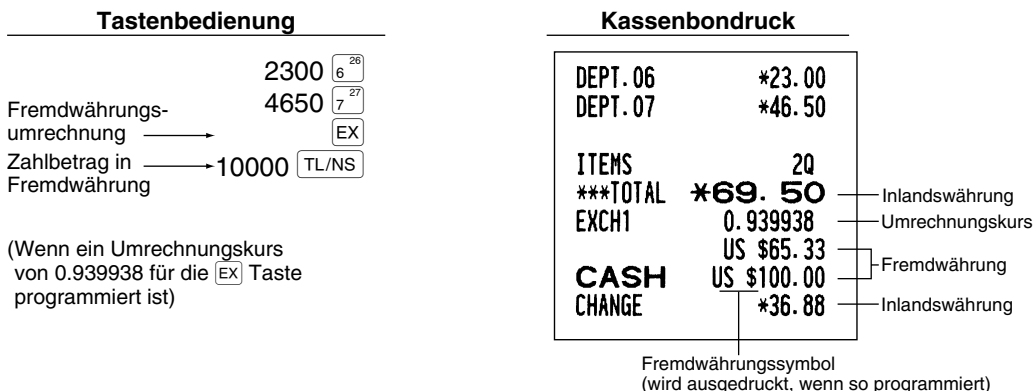 Tastenbedienung
2300 6 26
4650 7 27
Fremdwährungs-
umrechnung EX
Zahlbetrag in 10000 TL/NS
Fremdwährung
(Wenn ein Umrechnungskurs
von 0.939938 für die EX Taste
programmiert ist)
Kassenbondruck
DEPT.06 *23.00
DEPT.07 *46.50
ITEMS 2Q
***TOTAL *69.50 Inlandswährung
EXCH1 0.939938 Umrechnungskurs
US $65.33
Fremdwährung
CASH US $100.00
CHANGE *36.88 Inlandswährung
Fremdwährungssymbol
(wird ausgedruckt, wenn so programmiert)